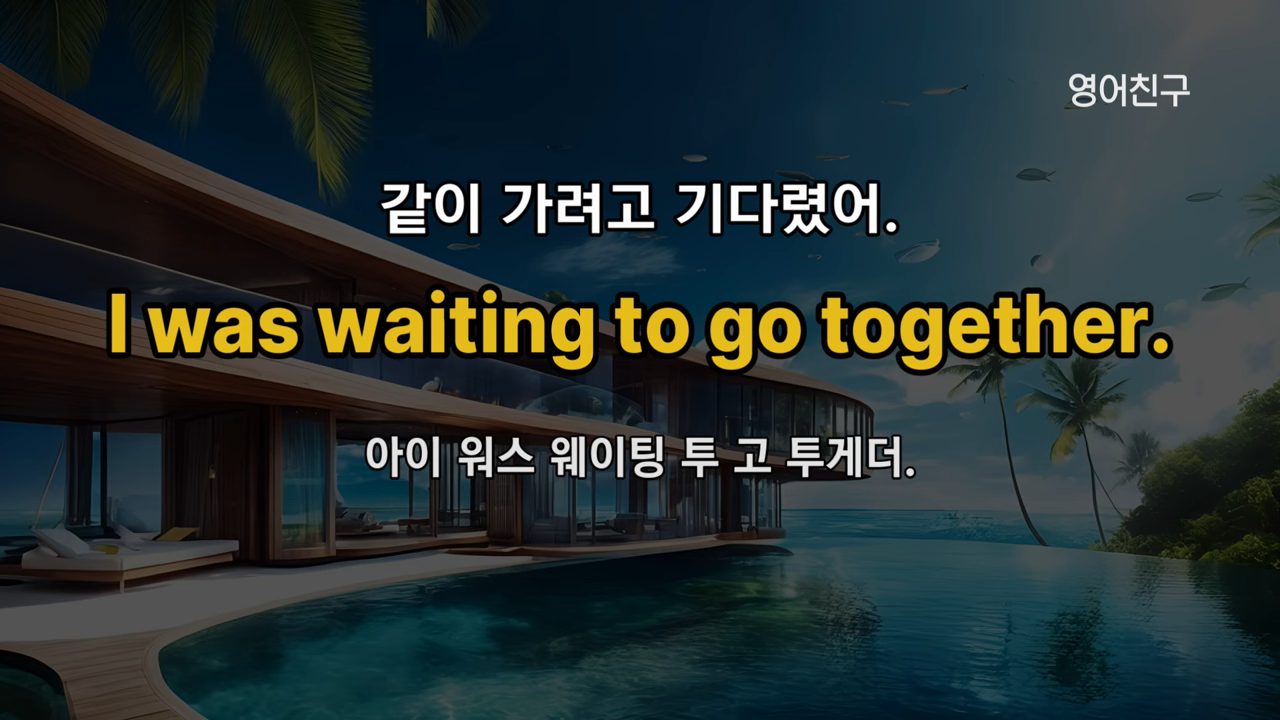 영어친구
같이 가려고 기다렸어.
I was waiting to go together.
아이 워스 웨이팅 투 고 투게더.